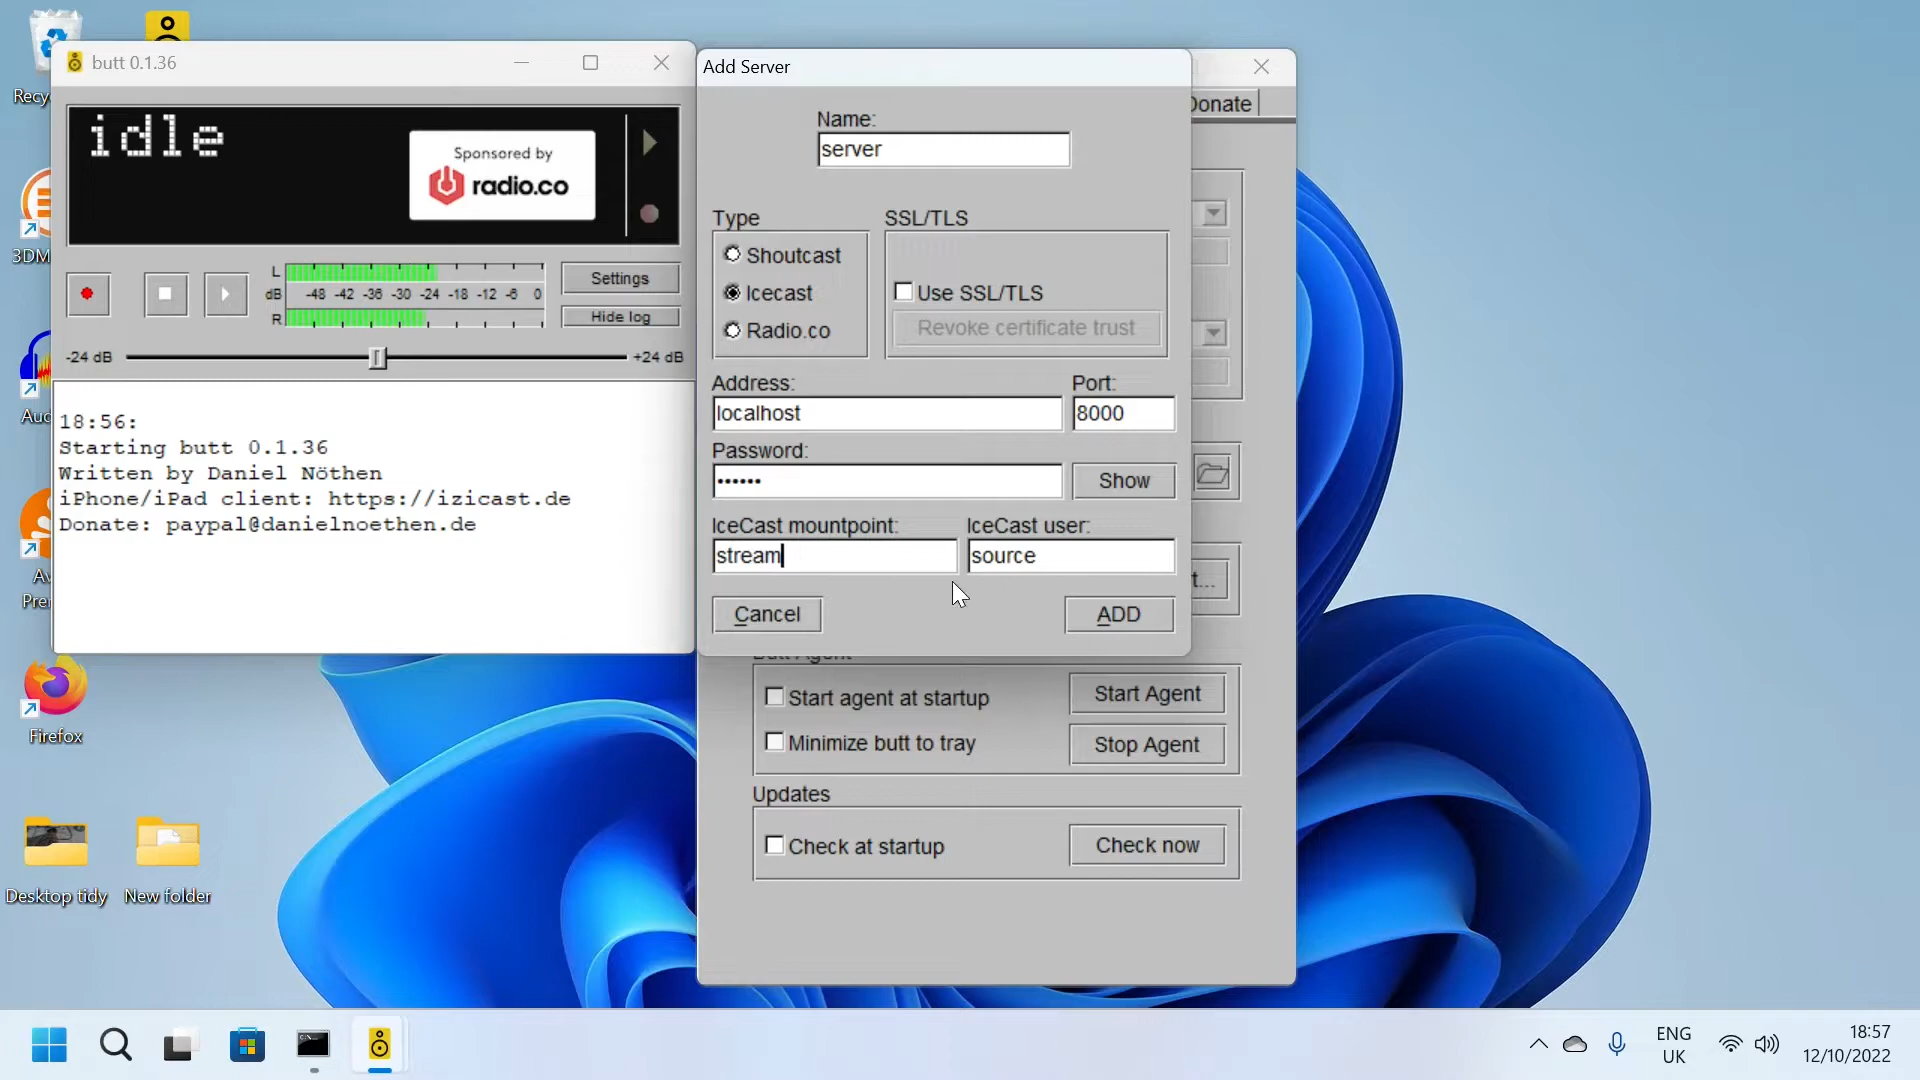 Recy
3DM
Aud
Av
Pre
Firefox
Desktop tidy
New folder
butt 0.1.36
idle
Sponsored by
radio.co
L
dB
-48 -42 -36 -30 -24 -18 -12 -6 0
R
Settings
Hide log
-24 dB
+24 dB
18:56:
Starting butt 0.1.36
Written by Daniel Nöthen
iPhone/iPad client: https://izicast.de
Donate: paypal@danielnoethen.de
Add Server
Name:
server
Type
Shoutcast
Icecast
Radio.co
SSL/TLS
Use SSL/TLS
Revoke certificate trust
Address:
localhost
Port:
8000
Password:
••••••
Show
IceCast mountpoint:
stream
IceCast user:
source
Cancel
ADD
Donate
t...
Start agent at startup
Start Agent
Minimize butt to tray
Stop Agent
Updates
Check at startup
Check now
ENG
UK
18:57
12/10/2022